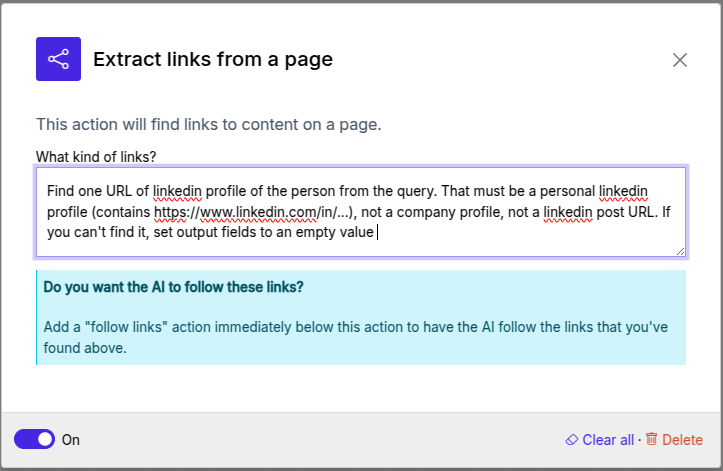 Extract links from a page
This action will find links to content on a page.
What kind of links?
Find one URL of linkedin profile of the person from the query. That must be a personal linkedin
profile (contains https://www.linkedin.com/in/...), not a company profile, not a linkedin post URL. If
you can't find it, set output fields to an empty value
Do you want the AI to follow these links?
Add a "follow links" action immediately below this action to have the AI follow the links that you've
found above.
On
Clear all · Delete